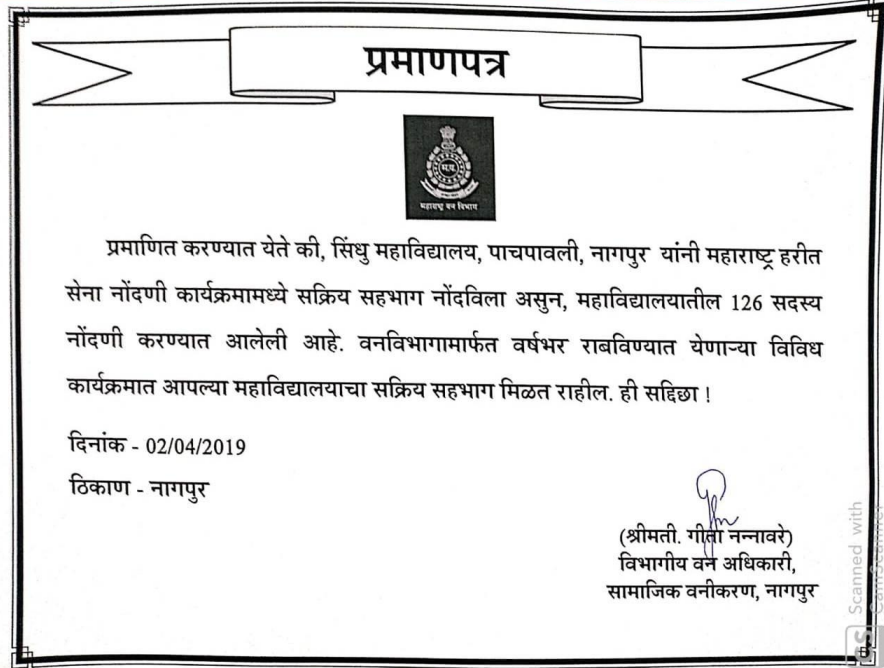 प्रमाणपत्र
म.व.
महाराष्ट्र वन विभाग
प्रमाणित करण्यात येते की, सिंधु महाविद्यालय, पाचपावली, नागपुर यांनी महाराष्ट्र हरीत
सेना नोंदणी कार्यक्रमामध्ये सक्रिय सहभाग नोंदविला असुन, महाविद्यालयातील 126 सदस्य
नोंदणी करण्यात आलेली आहे. वनविभागामार्फत वर्षभर राबविण्यात येणाऱ्या विविध
कार्यक्रमात आपल्या महाविद्यालयाचा सक्रिय सहभाग मिळत राहील. ही सदिछा !
दिनांक - 02/04/2019
ठिकाण - नागपुर
(श्रीमती. गीता नन्नावरे)
विभागीय वन अधिकारी,
सामाजिक वनीकरण, नागपुर
CS Scanned with
CamScanner